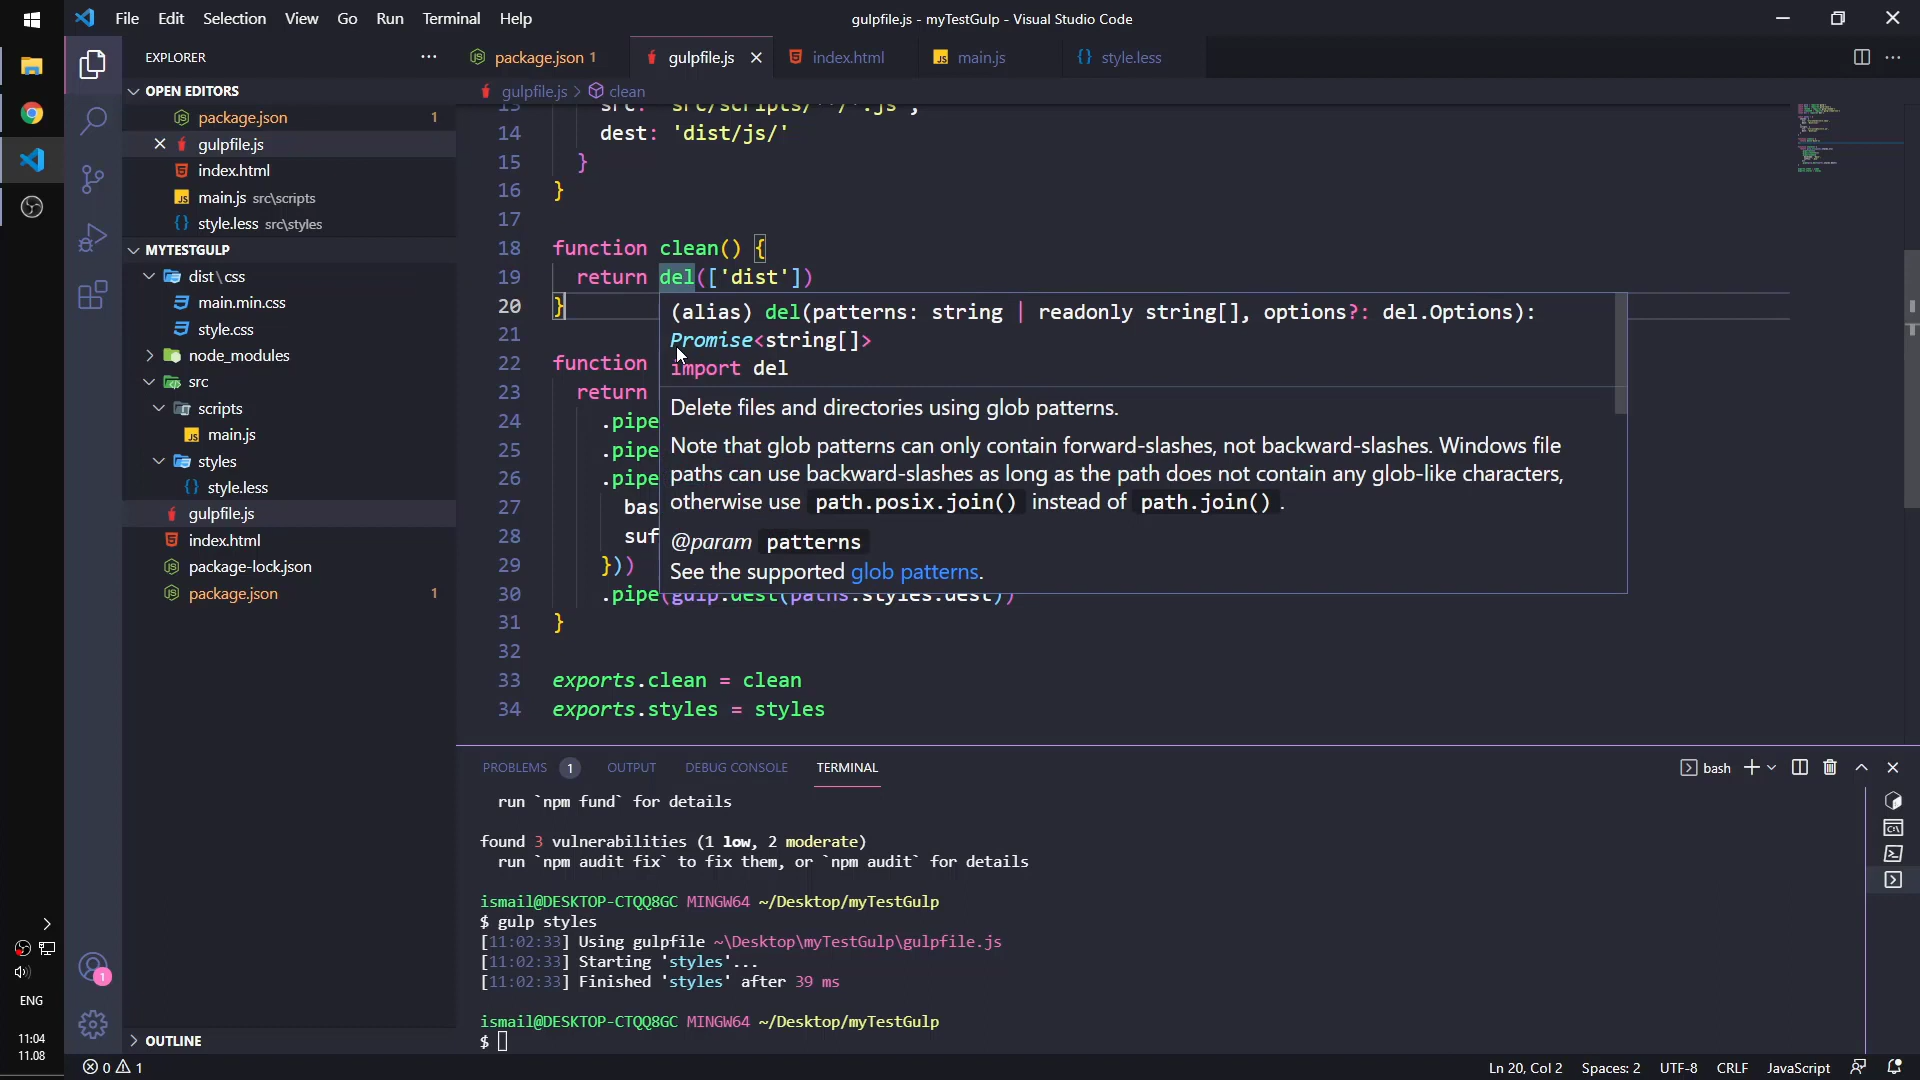 File Edit Selection View Go Run Terminal Help
gulpfile.js - myTestGulp - Visual Studio Code
EXPLORER
package.json 1
gulpfile.js
index.html
main.js
style.less
gulpfile.js > clean
OPEN EDITORS
package.json 1
gulpfile.js
index.html
main.js src\scripts
style.less src\styles
MYTESTGULP
dist \ css
main.min.css
style.css
node_modules
src
scripts
main.js
styles
style.less
gulpfile.js
index.html
package-lock.json
package.json 1
OUTLINE
13 src: 'src/scripts/**/*.js',
14 dest: 'dist/js/'
15 }
16 }
17
18 function clean() {
19 return del(['dist'])
20 }
21
22 function
23 return
24 .pipe
25 .pipe
26 .pipe
27 bas
28 suf
29 }))
30 .pipe(gulp.dest(paths.styles.dest))
31 }
32
33 exports.clean = clean
34 exports.styles = styles
(alias) del(patterns: string | readonly string[], options?: del.Options):
Promise<string[]>
import del
Delete files and directories using glob patterns.
Note that glob patterns can only contain forward-slashes, not backward-slashes. Windows file
paths can use backward-slashes as long as the path does not contain any glob-like characters,
otherwise use path.posix.join() instead of path.join() .
@param patterns
See the supported glob patterns.
PROBLEMS 1 OUTPUT DEBUG CONSOLE TERMINAL
bash
run `npm fund` for details
found 3 vulnerabilities (1 low, 2 moderate)
run `npm audit fix` to fix them, or `npm audit` for details
ismail@DESKTOP-CTQQ8GC MINGW64 ~/Desktop/myTestGulp
$ gulp styles
[11:02:33] Using gulpfile ~\Desktop\myTestGulp\gulpfile.js
[11:02:33] Starting 'styles'...
[11:02:33] Finished 'styles' after 39 ms
ismail@DESKTOP-CTQQ8GC MINGW64 ~/Desktop/myTestGulp
$
1
ENG
11:04
11.08
0 1
Ln 20, Col 2 Spaces: 2 UTF-8 CRLF JavaScript